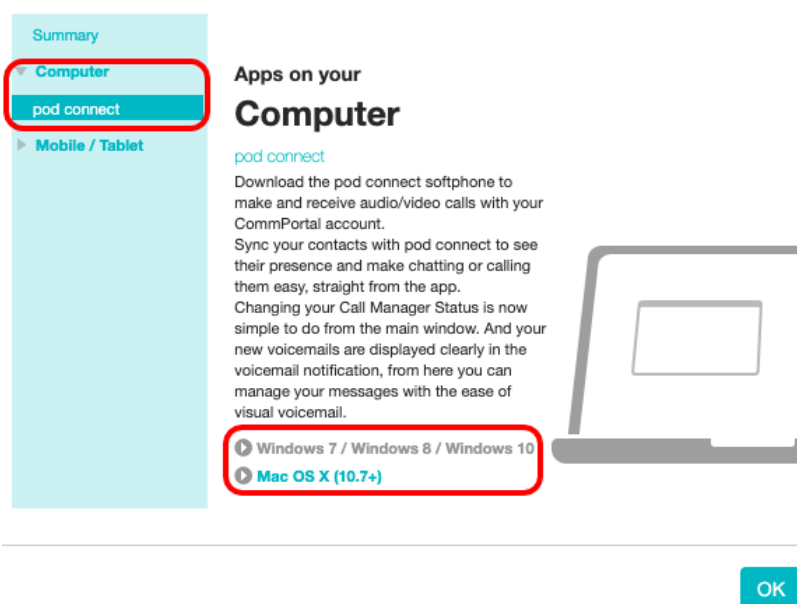 Summary
Computer
pod connect
Mobile / Tablet
Apps on your
Computer
pod connect
Download the pod connect softphone to
make and receive audio/video calls with your
CommPortal account.
Sync your contacts with pod connect to see
their presence and make chatting or calling
them easy, straight from the app.
Changing your Call Manager Status is now
simple to do from the main window. And your
new voicemails are displayed clearly in the
voicemail notification, from here you can
manage your messages with the ease of
visual voicemail.
Windows 7 / Windows 8 / Windows 10
Mac OS X (10.7+)
OK